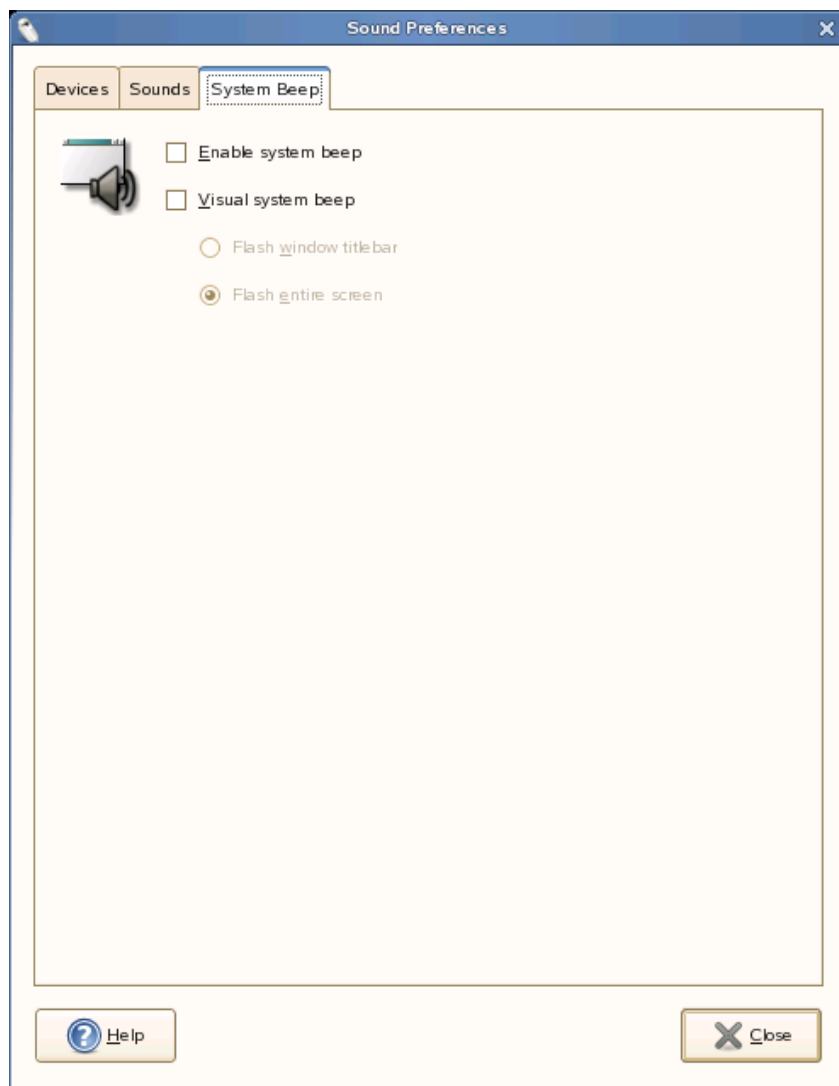 Sound Preferences
Devices Sounds System Beep
Enable system beep
Visual system beep
Flash window titlebar
Flash entire screen
Help Close